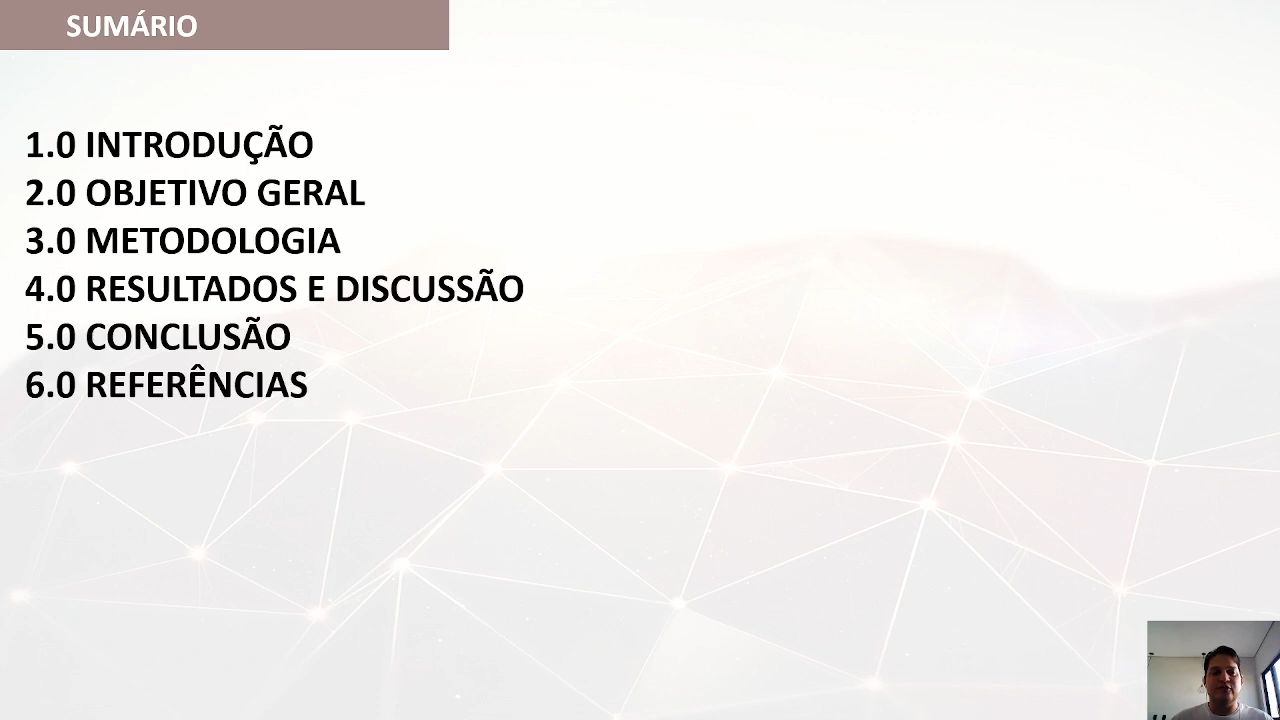 SUMÁRIO
1.0 INTRODUÇÃO
2.0 OBJETIVO GERAL
3.0 METODOLOGIA
4.0 RESULTADOS E DISCUSSÃO
5.0 CONCLUSÃO
6.0 REFERÊNCIAS